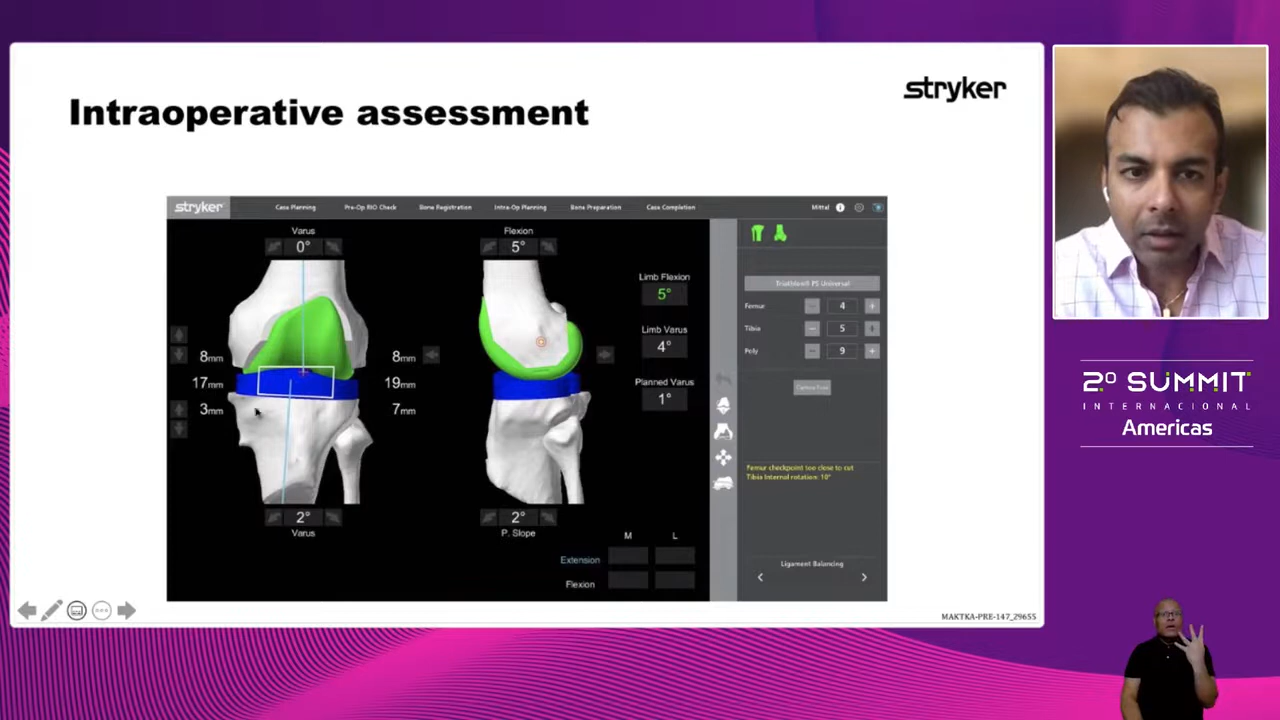 stryker
Intraoperative assessment
stryker
Case Planning Pre-Op RIO Check Bone Registration Intra-Op Planning Bone Preparation Case Completion Mittal
Varus
0°
Flexion
5°
Limb Flexion
5°
Limb Varus
4°
Planned Varus
1°
8mm 8mm
17mm 19mm
3mm 7mm
2°
Varus
2°
P. Slope
M L
Extension
Flexion
Triathlon® PS Universal
Femur 4
Tibia 5
Poly 9
Capture Pose
Femur checkpoint too close to cut
Tibia Internal rotation: 10°
Ligament Balancing
MAKTKA-PRE-147_29655
2º SUMMIT
INTERNACIONAL
Americas